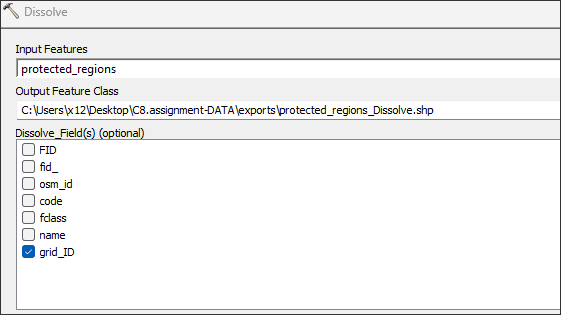 Dissolve
Input Features
protected_regions
Output Feature Class
C:\Users\x12\Desktop\C8.assignment-DATA\exports\protected_regions_Dissolve.shp
Dissolve_Field(s) (optional)
FID
fid_
osm_id
code
fclass
name
grid_ID